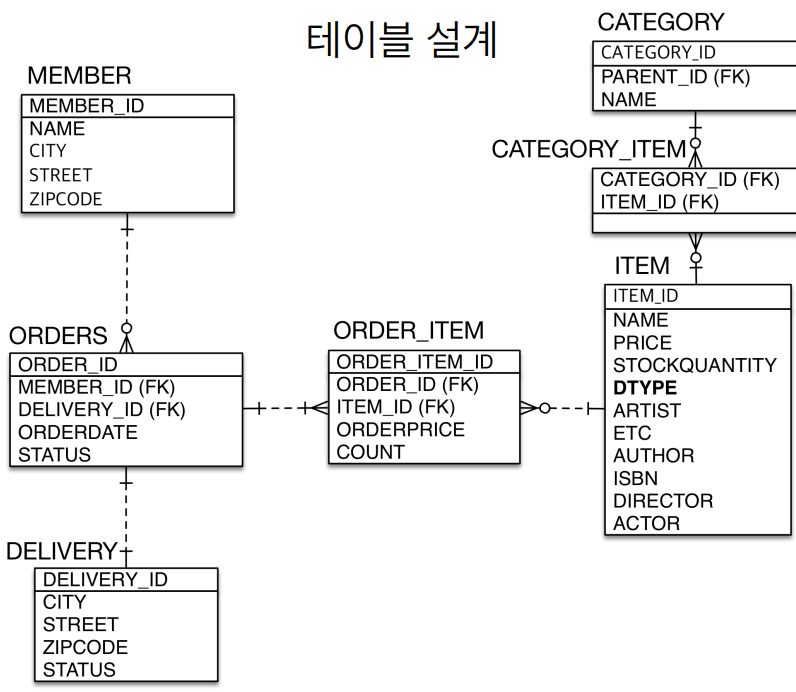 테이블 설계
MEMBER
MEMBER_ID
NAME
CITY
STREET
ZIPCODE
ORDERS
ORDER_ID
MEMBER_ID (FK)
DELIVERY_ID (FK)
ORDERDATE
STATUS
DELIVERY
DELIVERY_ID
CITY
STREET
ZIPCODE
STATUS
ORDER_ITEM
ORDER_ITEM_ID
ORDER_ID (FK)
ITEM_ID (FK)
ORDERPRICE
COUNT
CATEGORY
CATEGORY_ID
PARENT_ID (FK)
NAME
CATEGORY_ITEM
CATEGORY_ID (FK)
ITEM_ID (FK)
ITEM
ITEM_ID
NAME
PRICE
STOCKQUANTITY
DTYPE
ARTIST
ETC
AUTHOR
ISBN
DIRECTOR
ACTOR